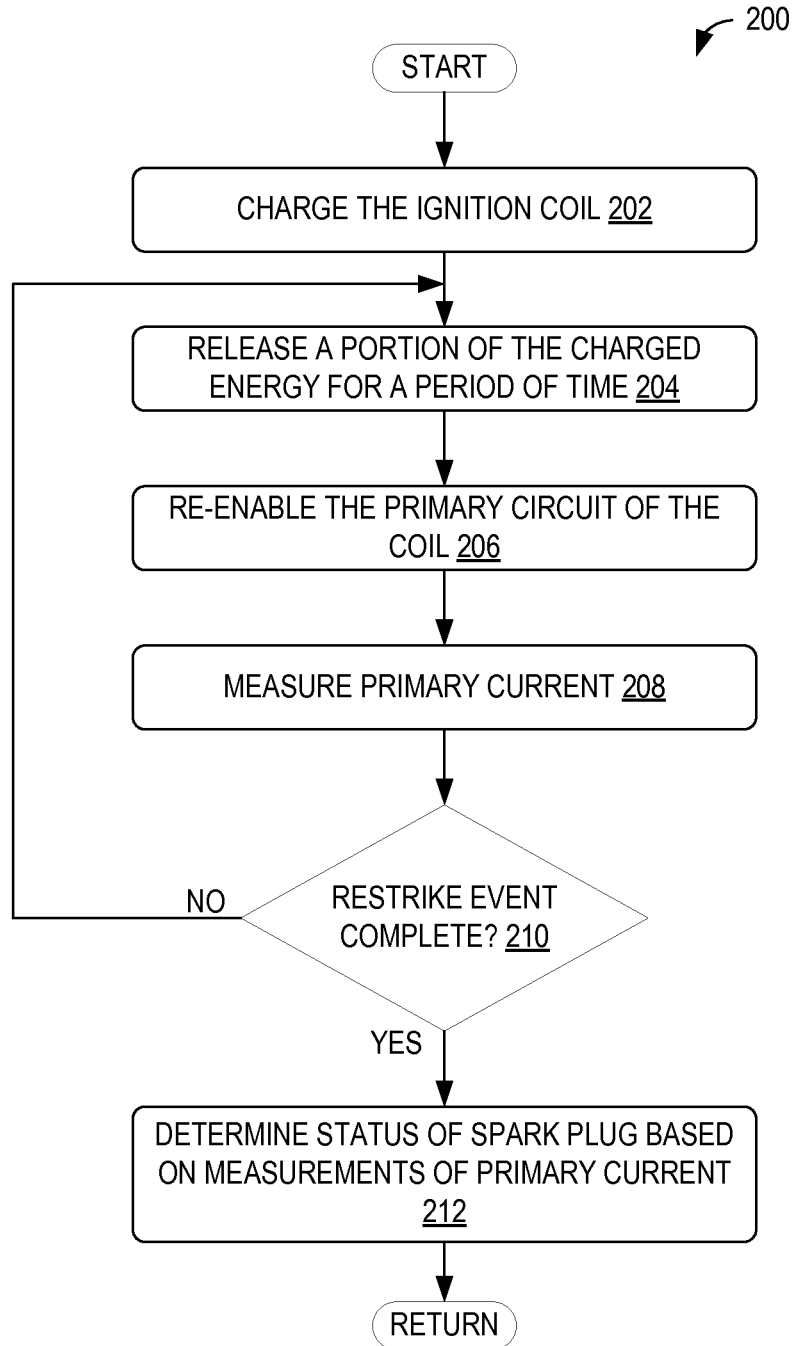 200
START
CHARGE THE IGNITION COIL 202
RELEASE A PORTION OF THE CHARGED
ENERGY FOR A PERIOD OF TIME 204
RE-ENABLE THE PRIMARY CIRCUIT OF THE
COIL 206
MEASURE PRIMARY CURRENT 208
RESTRIKE EVENT
COMPLETE? 210
NO
YES
DETERMINE STATUS OF SPARK PLUG BASED
ON MEASUREMENTS OF PRIMARY CURRENT
212
RETURN